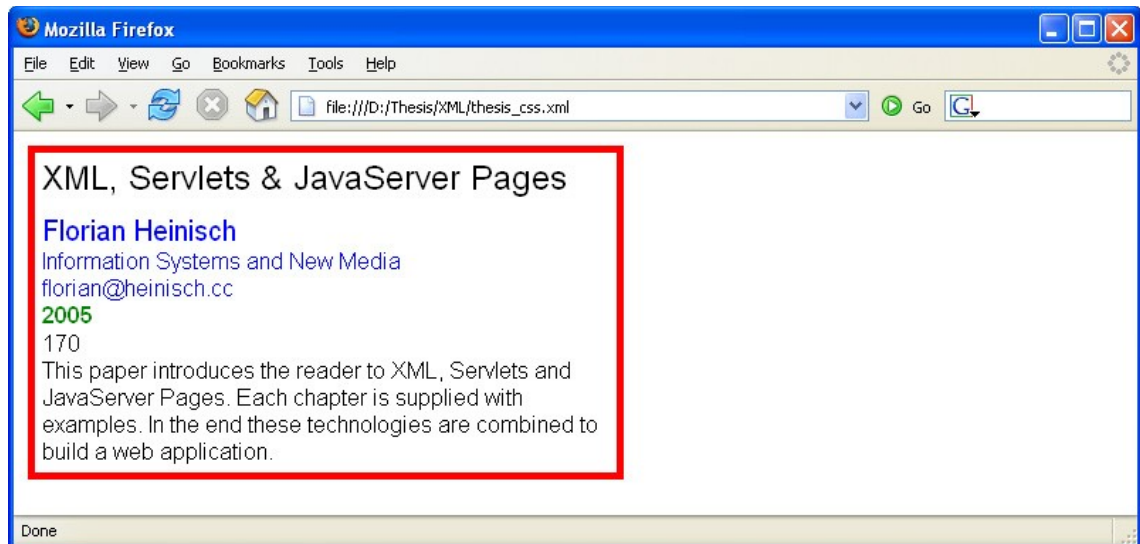 Mozilla Firefox
File Edit View Go Bookmarks Tools Help
file:///D:/Thesis/XML/thesis_css.xml Go G
XML, Servlets & JavaServer Pages
Florian Heinisch
Information Systems and New Media
florian@heinisch.cc
2005
170
This paper introduces the reader to XML, Servlets and
JavaServer Pages. Each chapter is supplied with
examples. In the end these technologies are combined to
build a web application.
Done